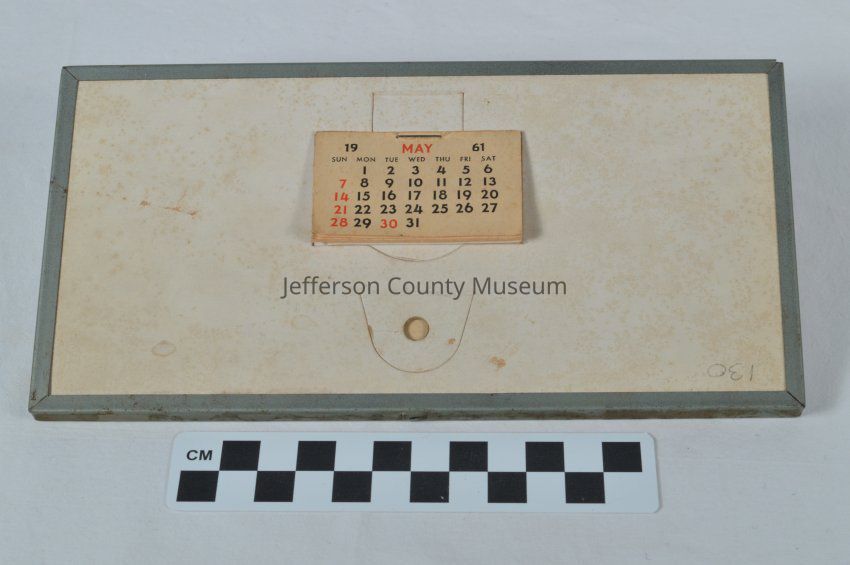 19 MAY 61
SUN MON TUE WED THU FRI SAT
1 2 3 4 5 6
7 8 9 10 11 12 13
14 15 16 17 18 19 20
21 22 23 24 25 26 27
28 29 30 31
Jefferson County Museum
130
CM